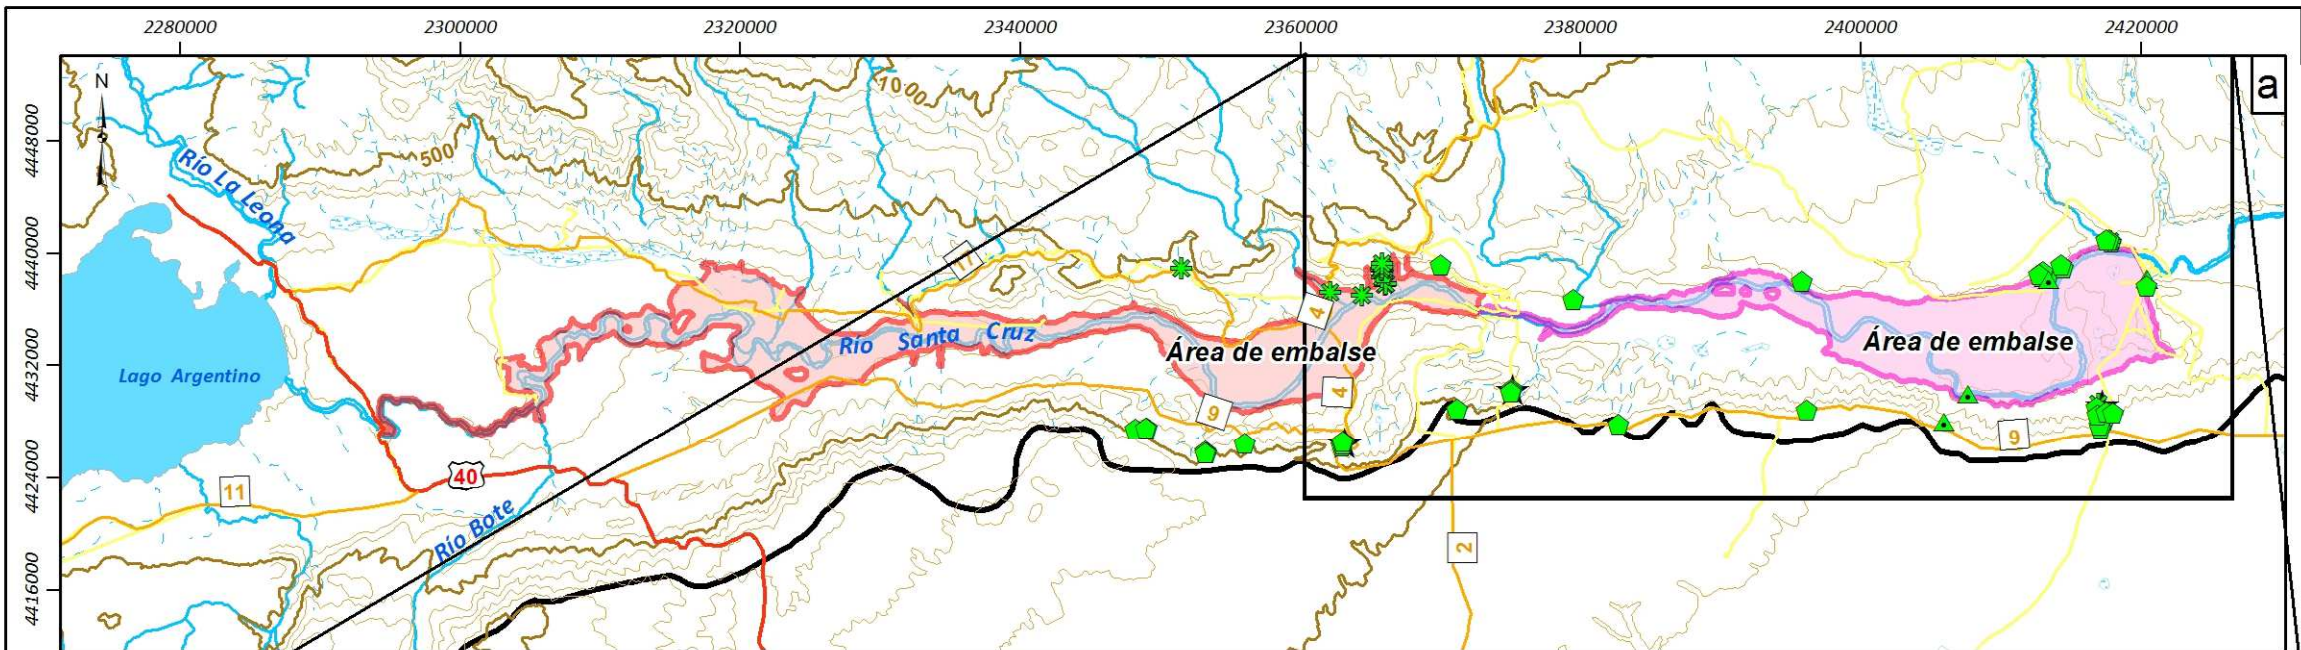 2280000 2300000 2320000 2340000 2360000 2380000 2400000 2420000
a
N
4448000
4440000
4432000
4424000
4416000
1000
500
Río La Leona
11
4
Río Santa Cruz
Área de embalse
Área de embalse
Lago Argentino
4
9
9
40
11
Río Bote
2